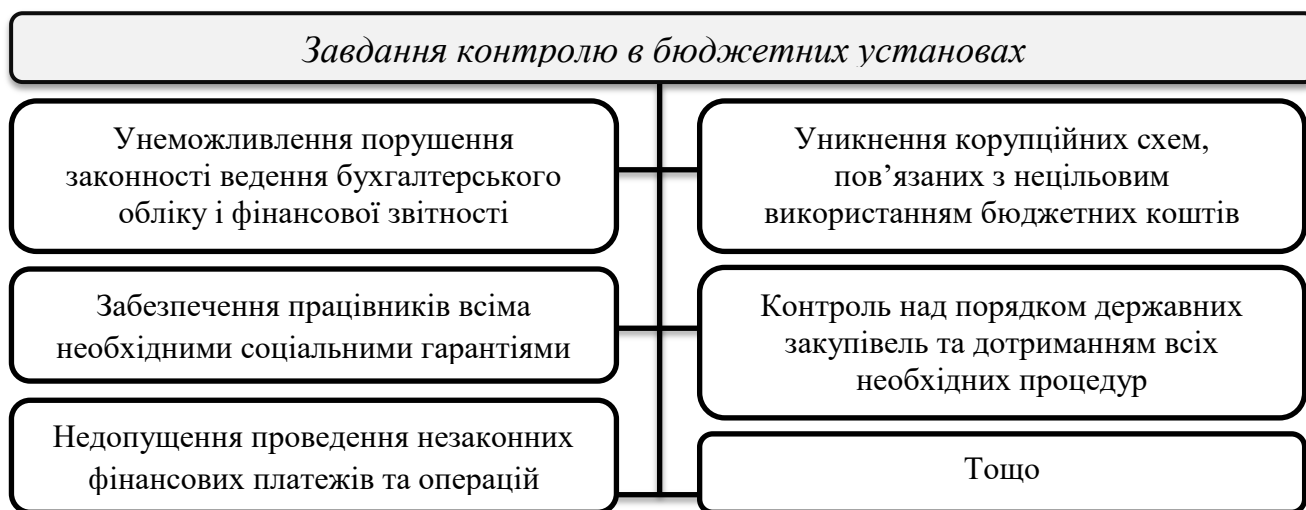 Завдання контролю в бюджетних установах
Унеможливлення порушення
законності ведення бухгалтерського
обліку і фінансової звітності
Уникнення корупційних схем,
пов’язаних з нецільовим
використанням бюджетних коштів
Забезпечення працівників всіма
необхідними соціальними гарантіями
Контроль над порядком державних
закупівель та дотриманням всіх
необхідних процедур
Недопущення проведення незаконних
фінансових платежів та операцій
Тощо